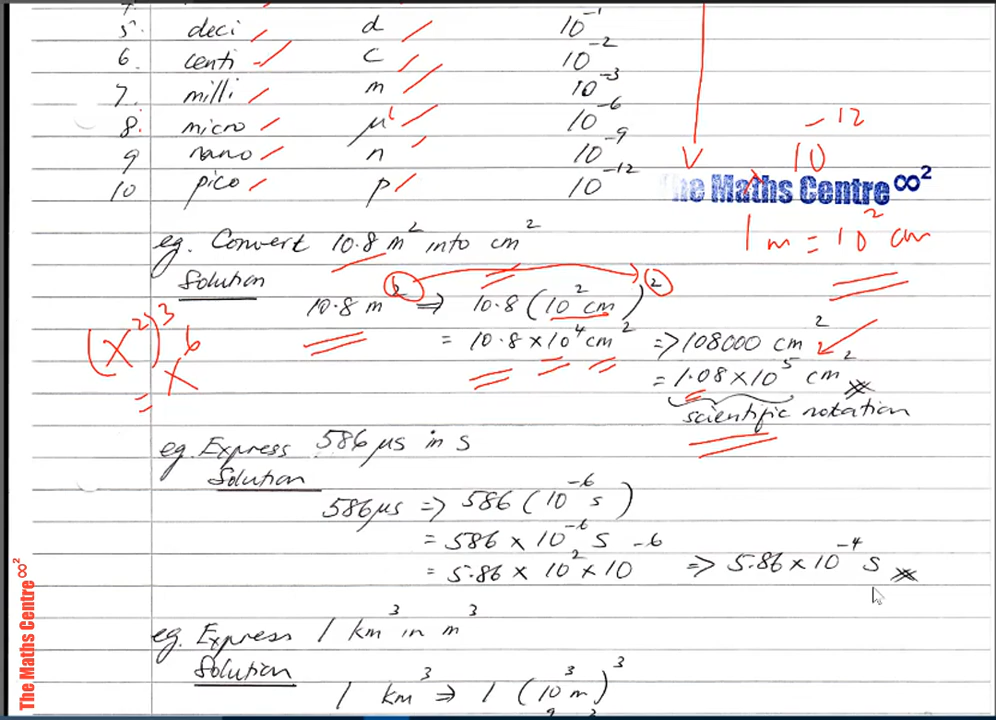 5. deci d 10⁻¹
6. centi c 10⁻²
7. milli m 10⁻³
8. micro μ 10⁻⁶
9 nano n 10⁻⁹
10 pico p 10⁻¹²
10⁻¹²
The Maths Centre ∞²
eg. Convert 10.8 m² into cm²
1 m = 10² cm
Solution
10.8 m² ⇒ 10.8 (10² cm)²
(x²)³
= 10.8 × 10⁴ cm² ⇒ 108000 cm²
= x⁶
= 1.08 × 10⁵ cm²
scientific notation
eg. Express 586 μs in s
Solution
586 μs ⇒ 586 (10⁻⁶ s)
= 586 × 10⁻⁶ s
= 5.86 × 10² × 10⁻⁶ ⇒ 5.86 × 10⁻⁴ s
eg. Express 1 km³ in m³
Solution
1 km³ ⇒ 1 (10³ m)³
The Maths Centre ∞²